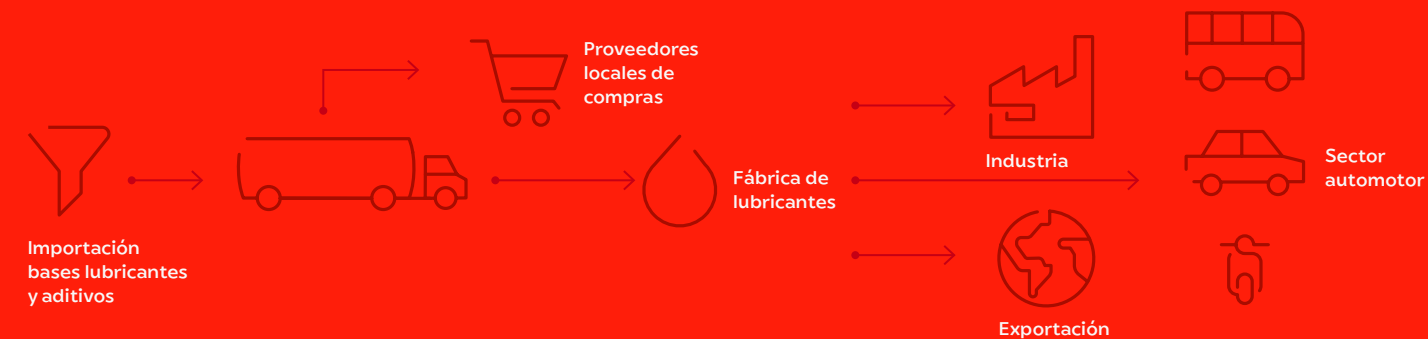 Importación
bases lubricantes
y aditivos
Proveedores
locales de
compras
Fábrica de
lubricantes
Industria
Exportación
Sector
automotor